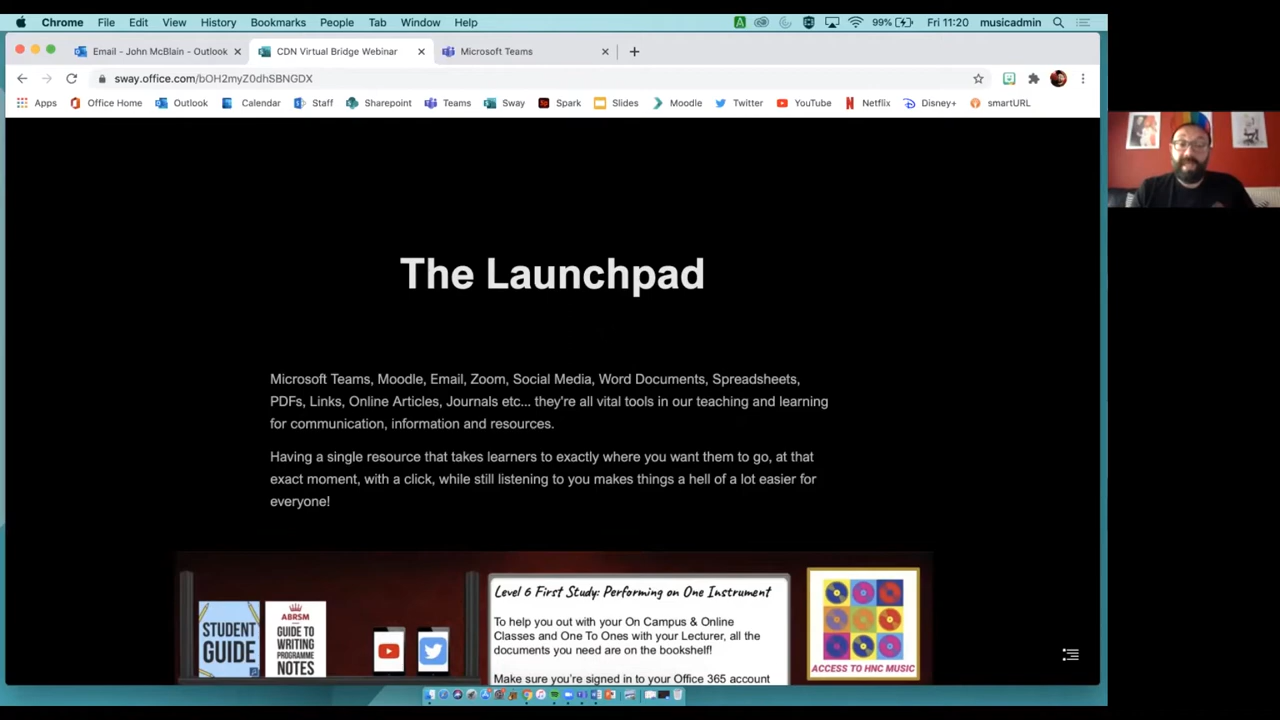 Chrome File Edit View History Bookmarks People Tab Window Help 99% Fri 11:20 musicadmin
Email - John McBlain - Outlook CDN Virtual Bridge Webinar Microsoft Teams
sway.office.com/bOH2myZ0dhSBNGDX
Apps Office Home Outlook Calendar Staff Sharepoint Teams Sway Spark Slides Moodle Twitter YouTube Netflix Disney+ smartURL
The Launchpad
Microsoft Teams, Moodle, Email, Zoom, Social Media, Word Documents, Spreadsheets,
PDFs, Links, Online Articles, Journals etc... they're all vital tools in our teaching and learning
for communication, information and resources.
Having a single resource that takes learners to exactly where you want them to go, at that
exact moment, with a click, while still listening to you makes things a hell of a lot easier for
everyone!
STUDENT
GUIDE
ABRSM
GUIDE TO
WRITING
PROGRAMME
NOTES
Level 6 First Study: Performing on One Instrument
To help you out with your On Campus & Online
Classes and One To Ones with your Lecturer, all the
documents you need are on the bookshelf!
Make sure you're signed in to your Office 365 account
ACCESS TO HNC MUSIC